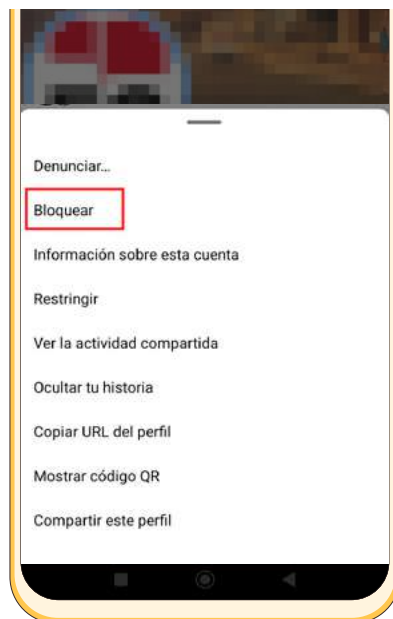 Denunciar...
Bloquear
Información sobre esta cuenta
Restringir
Ver la actividad compartida
Ocultar tu historia
Copiar URL del perfil
Mostrar código QR
Compartir este perfil